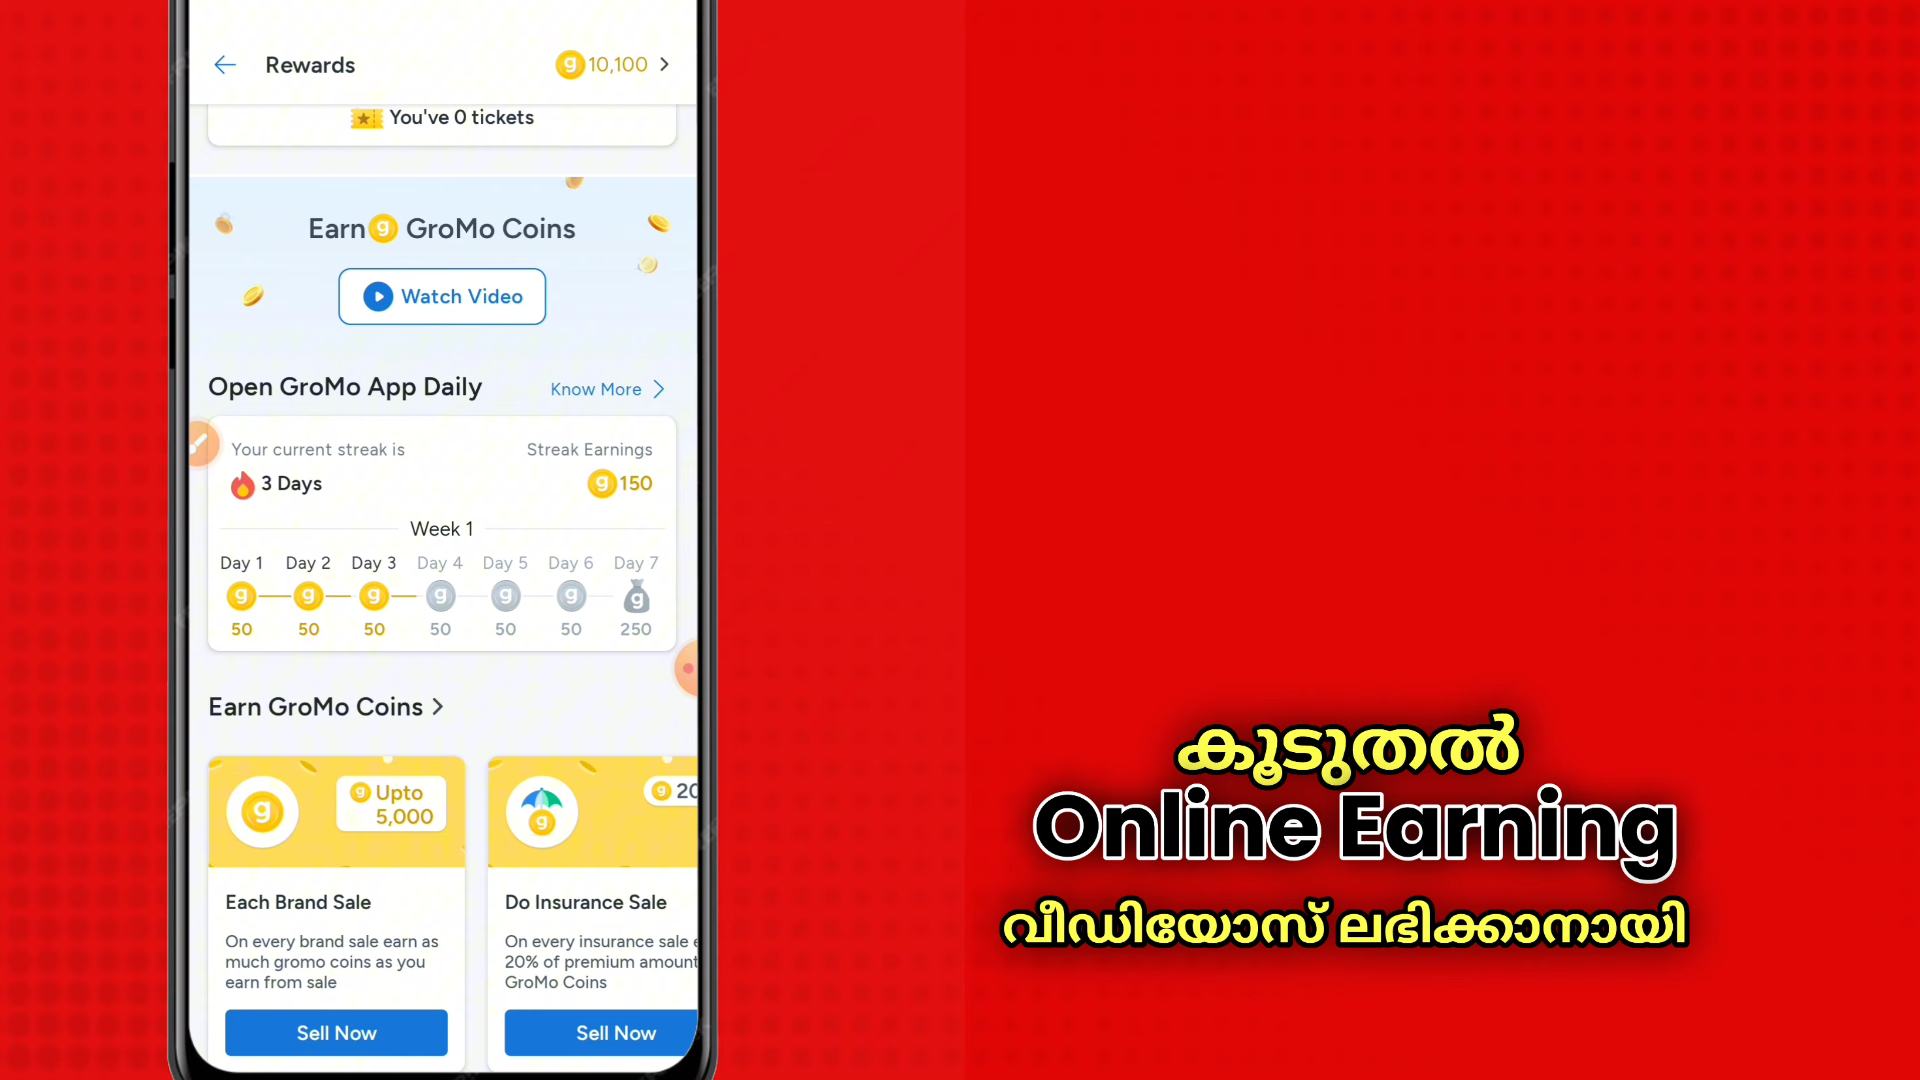 Rewards
10,100
You've 0 tickets
Earn GroMo Coins
Watch Video
Open GroMo App Daily
Know More
Your current streak is
Streak Earnings
3 Days
150
Week 1
Day 1 Day 2 Day 3 Day 4 Day 5 Day 6 Day 7
50 50 50 50 50 50 250
Earn GroMo Coins
Upto
5,000
Each Brand Sale
On every brand sale earn as
much gromo coins as you
earn from sale
Sell Now
20
Do Insurance Sale
On every insurance sale e
20% of premium amount
GroMo Coins
Sell Now
കൂടുതൽ
Online Earning
വീഡിയോസ് ലഭിക്കാനായി